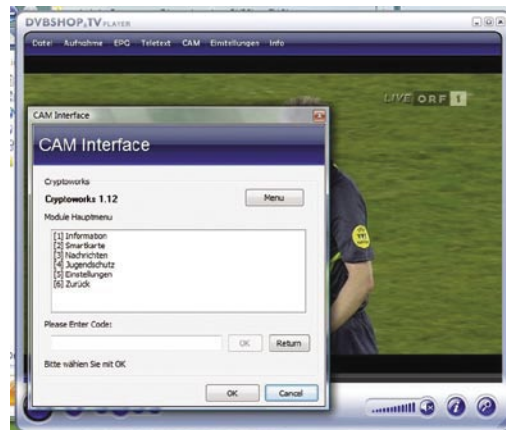 DVBSHOP.TV PLAYER
Datei Aufnahme EPG Teletext CAM Einstellungen Info
LIVE ORF 1
CAM Interface
CAM Interface
Cryptoworks
Cryptoworks 1.12
Menu
Module Hauptmenu
[1] Information
[2] Smartkarte
[3] Nachrichten
[4] Jugendschutz
[5] Einstellungen
[6] Zurück
Please Enter Code:
OK Return
Bitte wählen Sie mit OK
OK Cancel